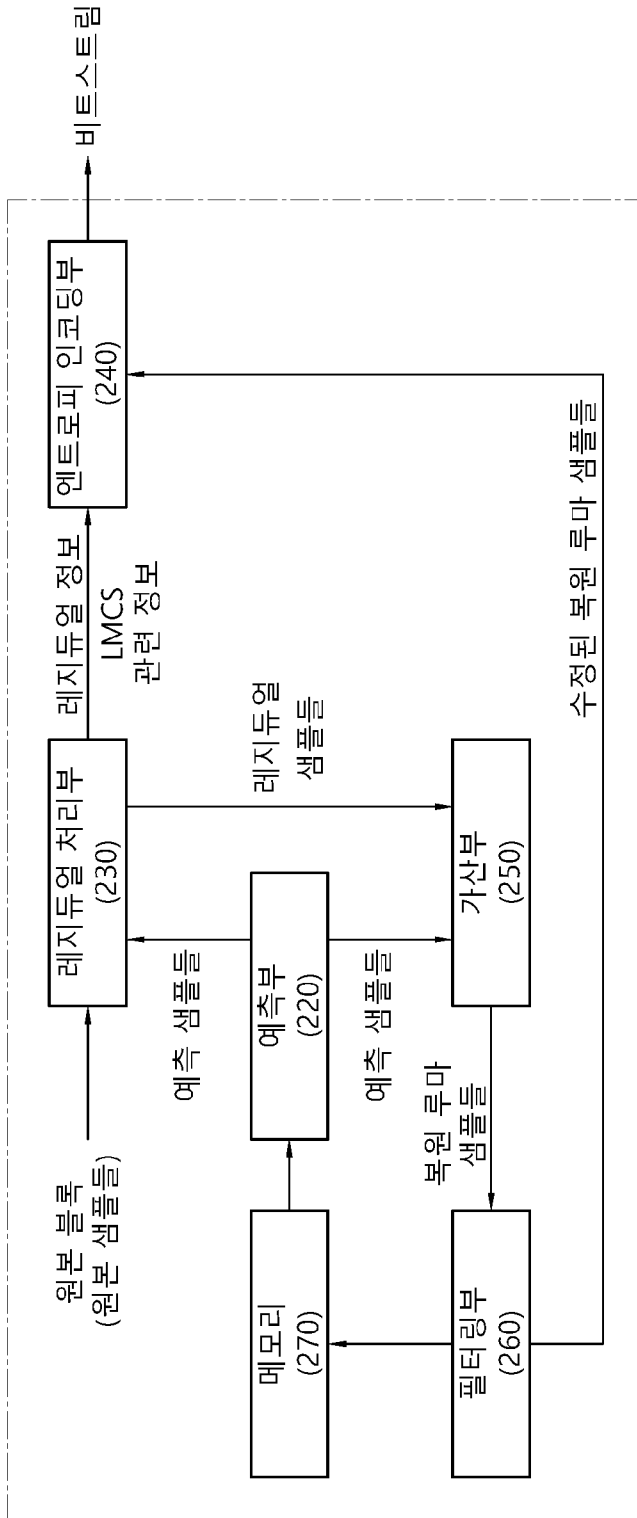 원본 블록
(원본 샘플들)
레지듀얼 처리부
(230)
레지듀얼 정보
LMCS
관련 정보
엔트로피 인코딩부
(240)
비트스트림
예측 샘플들
레지듀얼
샘플들
메모리
(270)
예측부
(220)
예측 샘플들
복원 루마
샘플들
필터링부
(260)
가산부
(250)
수정된 복원 루마 샘플들